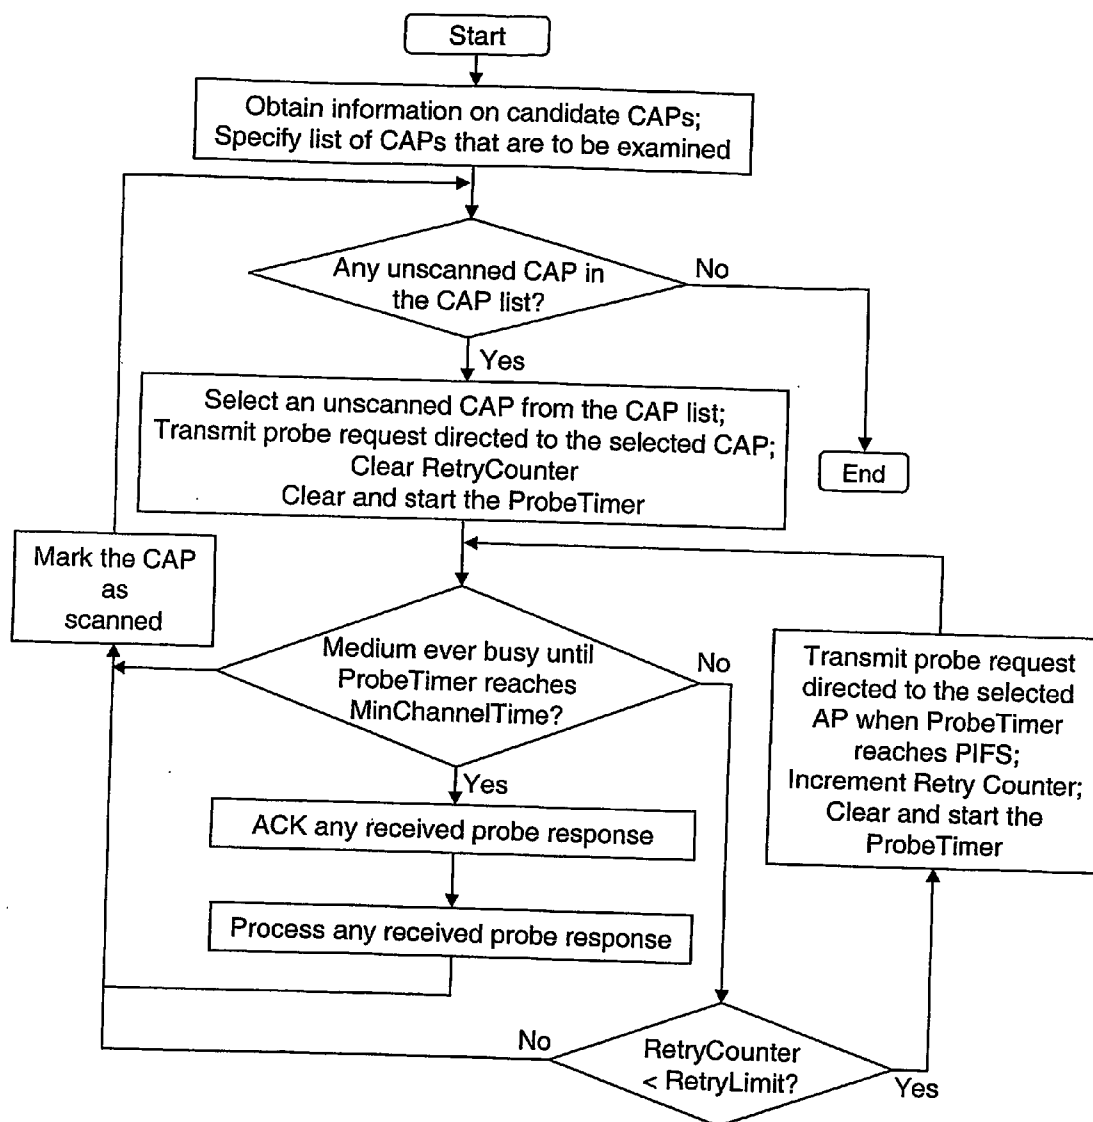 Start
Obtain information on candidate CAPs;
Specify list of CAPs that are to be examined
Any unscanned CAP in
the CAP list?
No
Yes
Select an unscanned CAP from the CAP list;
Transmit probe request directed to the selected CAP;
Clear RetryCounter
Clear and start the ProbeTimer
End
Mark the CAP
as
scanned
Medium ever busy until
ProbeTimer reaches
MinChannelTime?
No
Yes
Transmit probe request
directed to the selected
AP when ProbeTimer
reaches PIFS;
Increment Retry Counter;
Clear and start the
ProbeTimer
ACK any received probe response
Process any received probe response
No
RetryCounter
< RetryLimit?
Yes